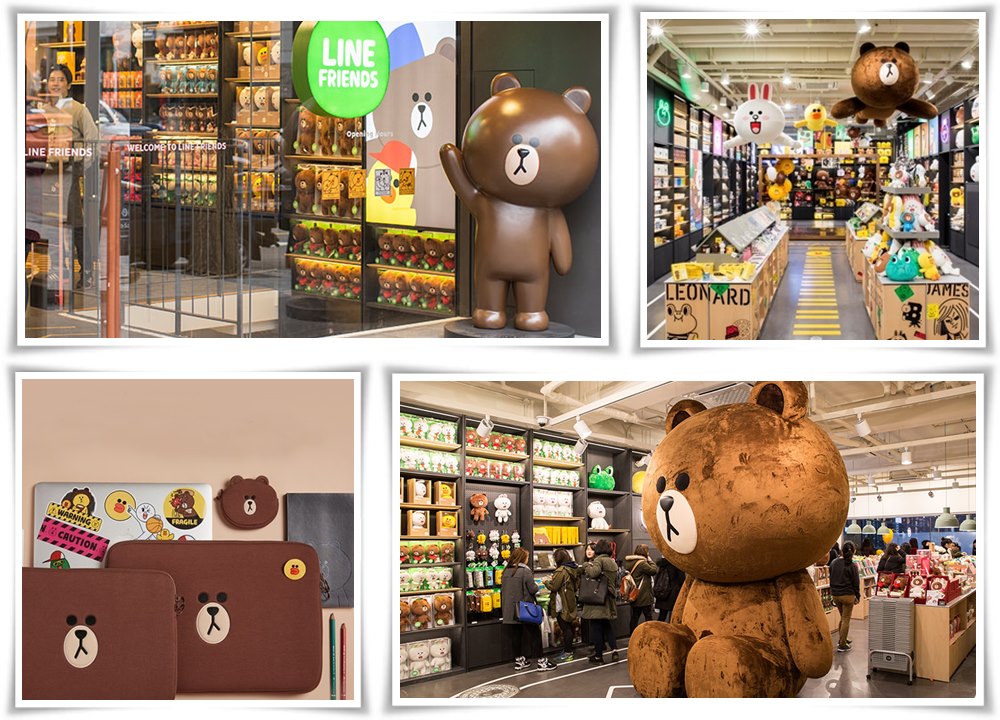 LINE
FRIENDS
Opening Hours
LINE FRIENDS
WELCOME TO LINE FRIENDS
LEONARD
JAMES
WARNING
CAUTION
FRAGILE